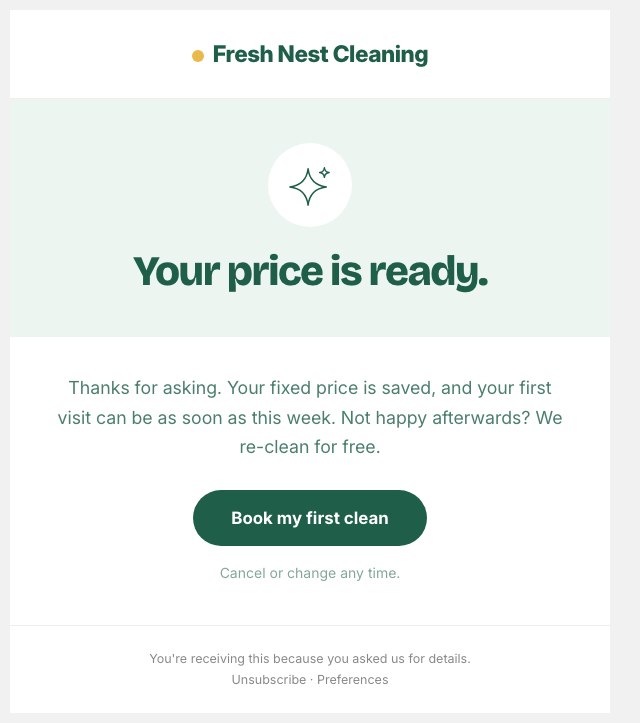 Fresh Nest Cleaning
Your price is ready.
Thanks for asking. Your fixed price is saved, and your first
visit can be as soon as this week. Not happy afterwards? We
re-clean for free.
Book my first clean
Cancel or change any time.
You're receiving this because you asked us for details.
Unsubscribe · Preferences